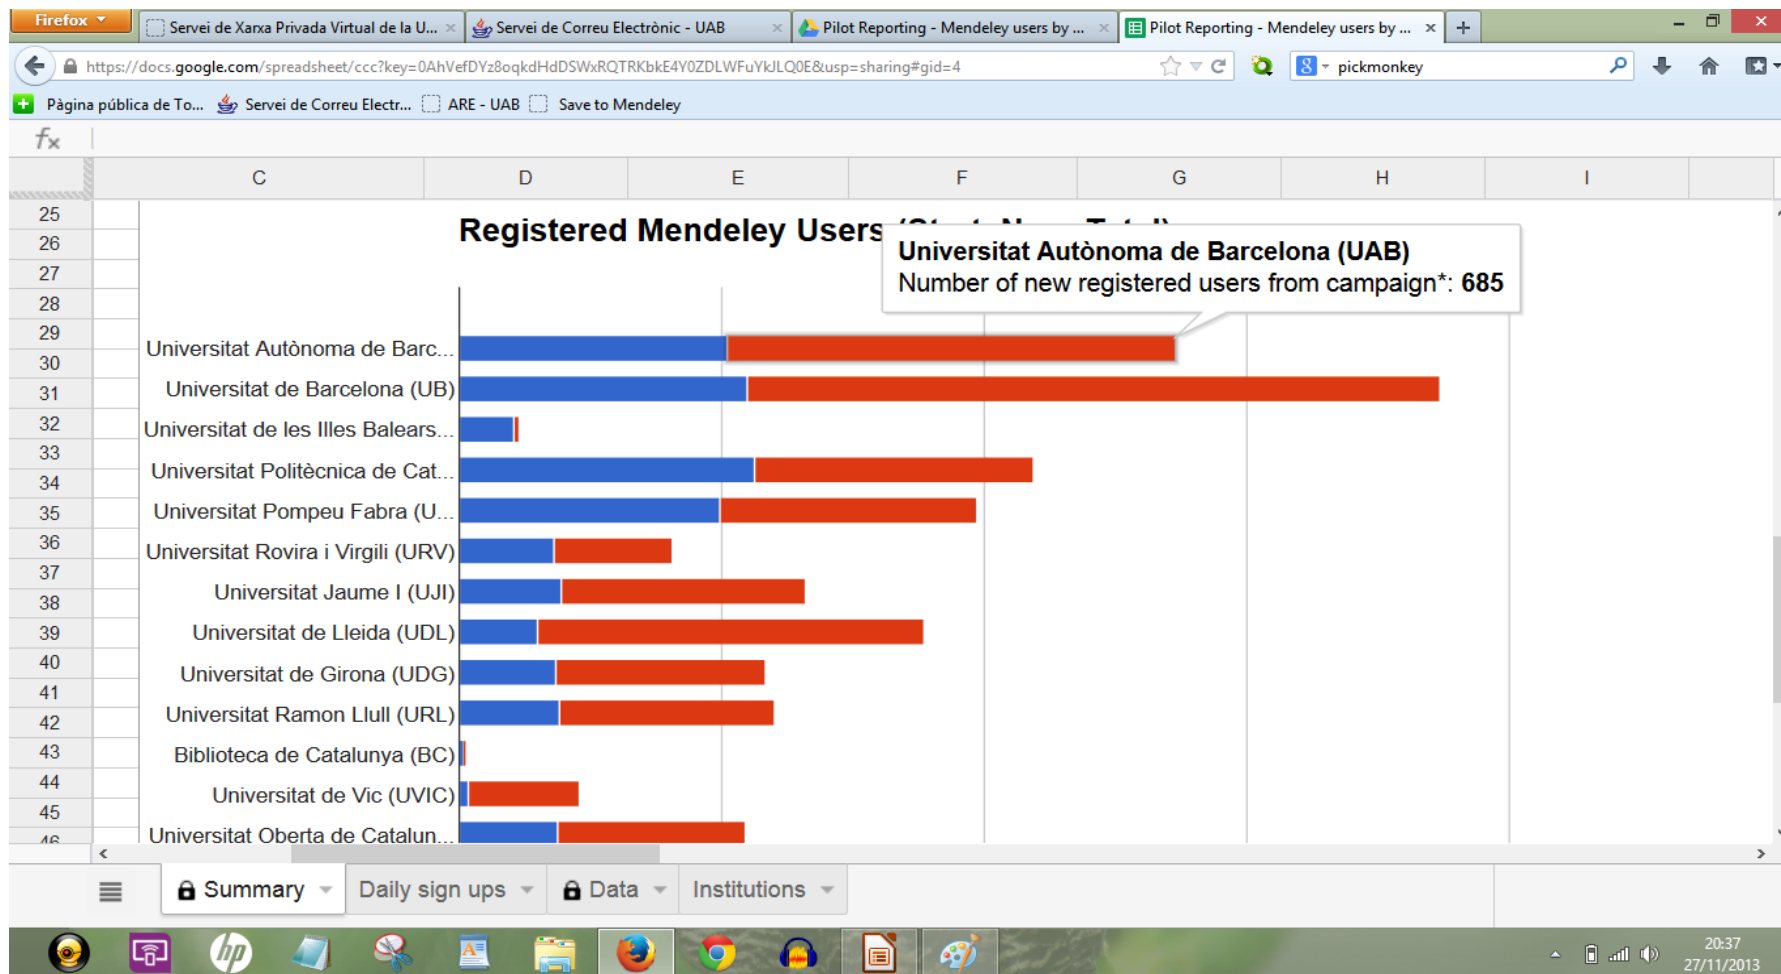 Firefox
Servei de Xarxa Privada Virtual de la U...
Servei de Correu Electrònic - UAB
Pilot Reporting - Mendeley users by ...
Pilot Reporting - Mendeley users by ...
https://docs.google.com/spreadsheet/ccc?key=0AhVefDYz8oqkdHdDSWxRQTRKbkE4Y0ZDLWFuYkJLQ0E&usp=sharing#gid=4
pickmonkey
Pàgina pública de To...
Servei de Correu Electr...
ARE - UAB
Save to Mendeley
fx
C D E F G H I
25
26
27
28
29
30
31
32
33
34
35
36
37
38
39
40
41
42
43
44
45
46
Registered Mendeley Users
Universitat Autònoma de Barcelona (UAB)
Number of new registered users from campaign*: 685
Universitat Autònoma de Barc...
Universitat de Barcelona (UB)
Universitat de les Illes Balears...
Universitat Politècnica de Cat...
Universitat Pompeu Fabra (U...
Universitat Rovira i Virgili (URV)
Universitat Jaume I (UJI)
Universitat de Lleida (UDL)
Universitat de Girona (UDG)
Universitat Ramon Llull (URL)
Biblioteca de Catalunya (BC)
Universitat de Vic (UVIC)
Universitat Oberta de Catalun...
Summary
Daily sign ups
Data
Institutions
hp
20:37
27/11/2013